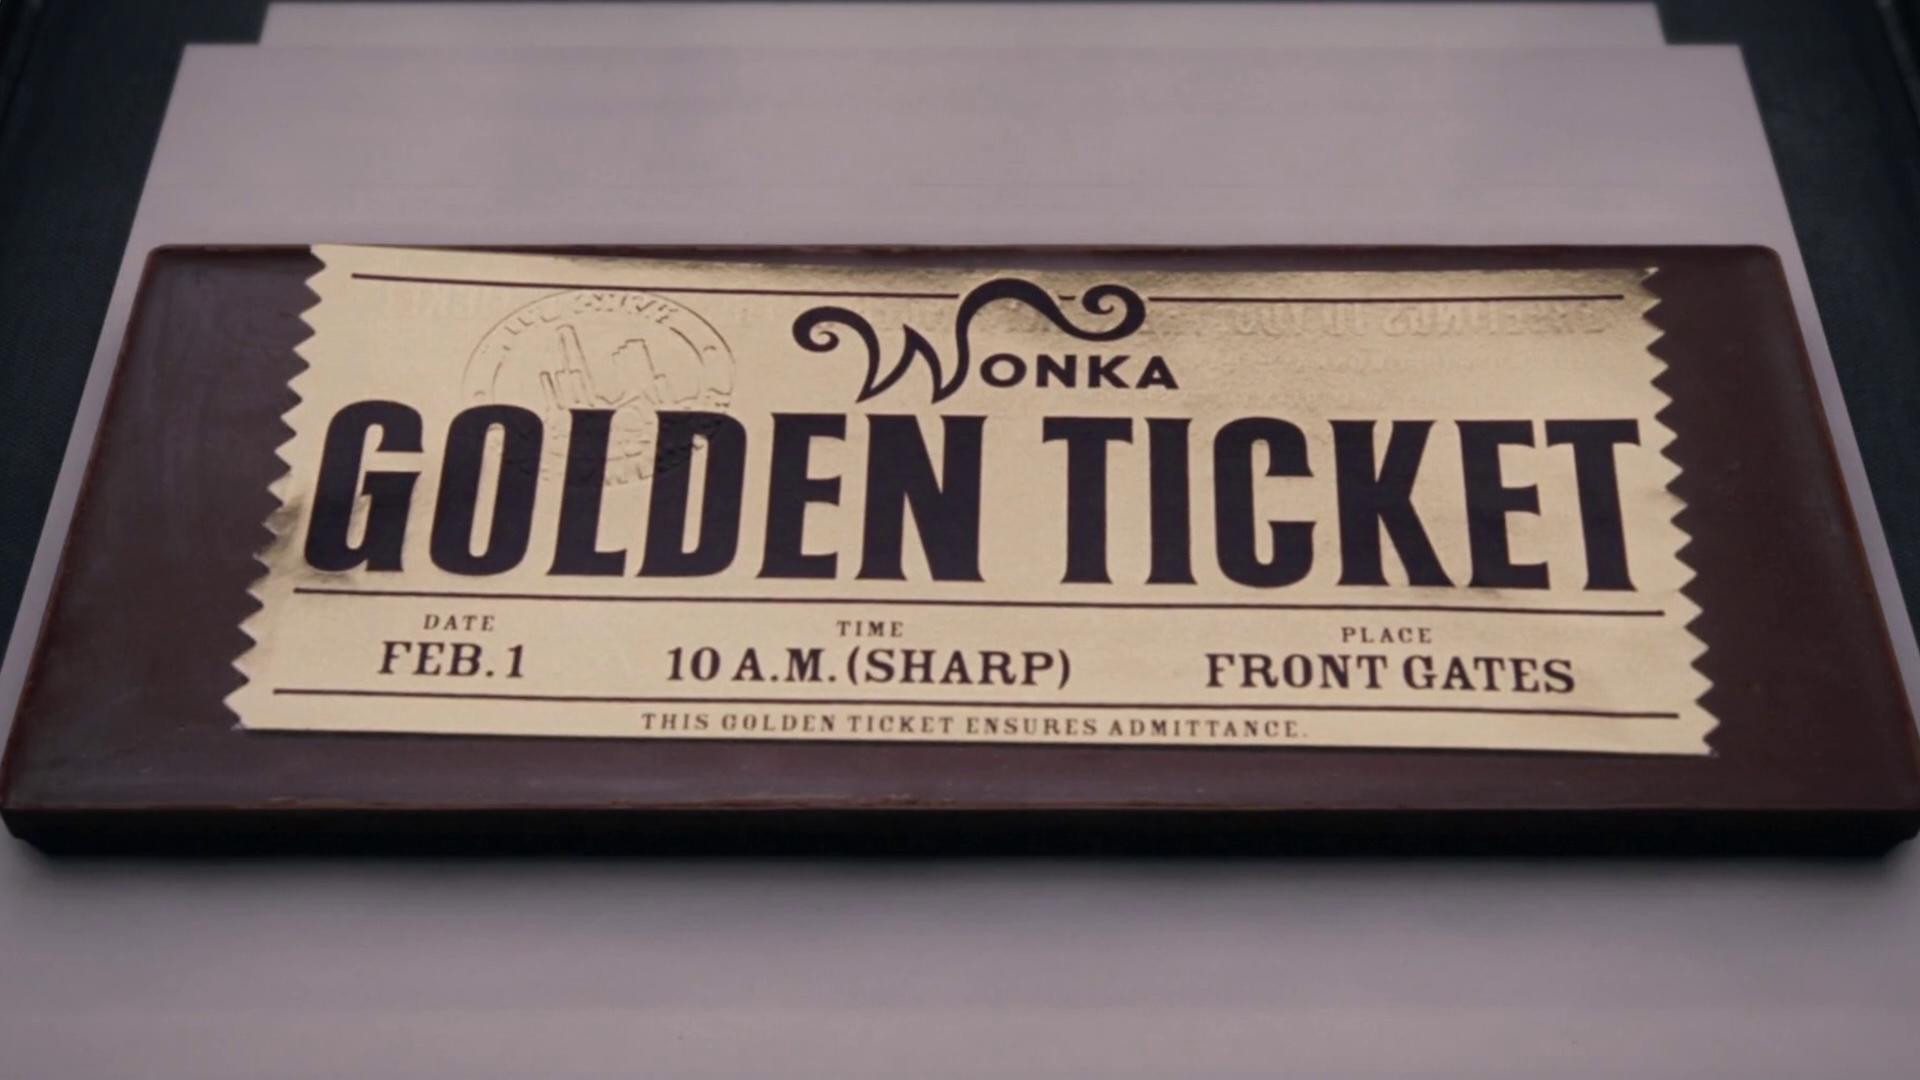 WONKA
GOLDEN TICKET
DATE TIME PLACE
FEB. 1 10 A.M. (SHARP) FRONT GATES
THIS GOLDEN TICKET ENSURES ADMITTANCE.